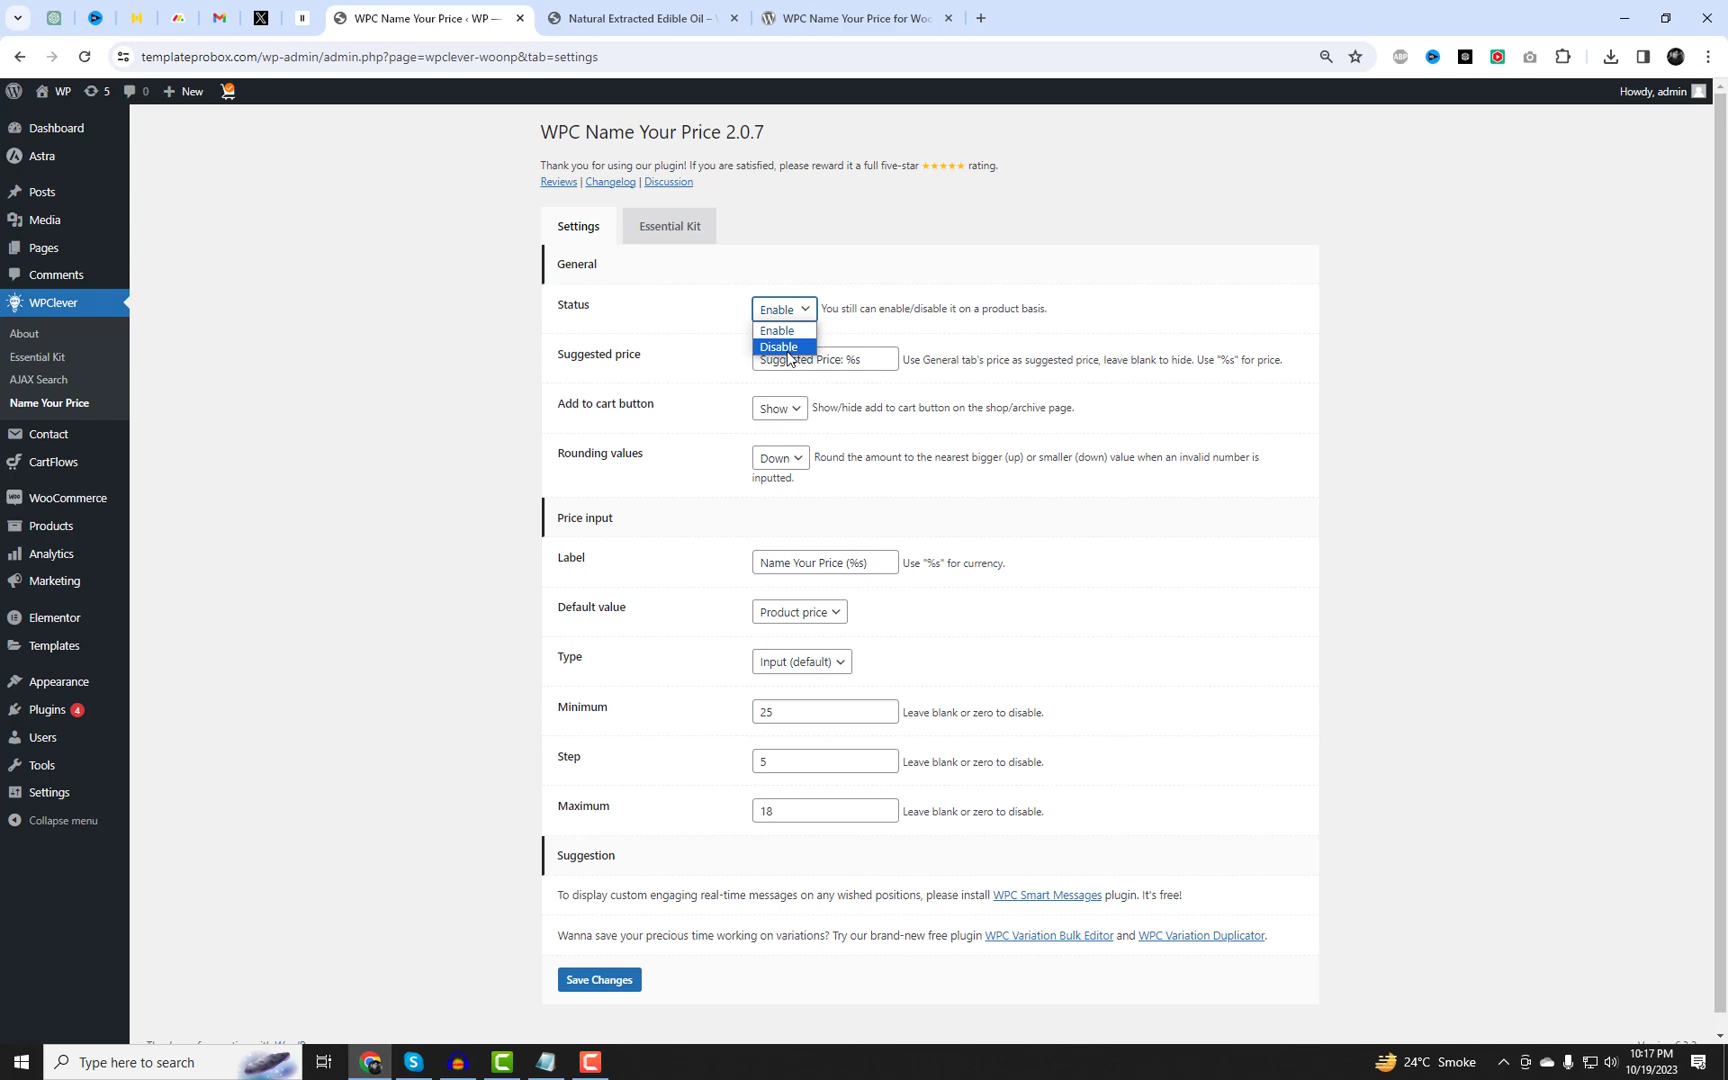 WPC Name Your Price ‹ WP —
Natural Extracted Edible Oil –
WPC Name Your Price for Woo
templateprobox.com/wp-admin/admin.php?page=wpclever-woonp&tab=settings
WP
5
0
New
Howdy, admin
Dashboard
Astra
Posts
Media
Pages
Comments
WPClever
About
Essential Kit
AJAX Search
Name Your Price
Contact
CartFlows
WooCommerce
Products
Analytics
Marketing
Elementor
Templates
Appearance
Plugins 4
Users
Tools
Settings
Collapse menu
WPC Name Your Price 2.0.7
Thank you for using our plugin! If you are satisfied, please reward it a full five-star ★★★★★ rating.
Reviews | Changelog | Discussion
Settings
Essential Kit
General
Status
Enable
You still can enable/disable it on a product basis.
Enable
Disable
Suggested price
Suggested Price: %s
Use General tab's price as suggested price, leave blank to hide. Use "%s" for price.
Add to cart button
Show
Show/hide add to cart button on the shop/archive page.
Rounding values
Down
Round the amount to the nearest bigger (up) or smaller (down) value when an invalid number is
inputted.
Price input
Label
Name Your Price (%s)
Use "%s" for currency.
Default value
Product price
Type
Input (default)
Minimum
25
Leave blank or zero to disable.
Step
5
Leave blank or zero to disable.
Maximum
18
Leave blank or zero to disable.
Suggestion
To display custom engaging real-time messages on any wished positions, please install WPC Smart Messages plugin. It's free!
Wanna save your precious time working on variations? Try our brand-new free plugin WPC Variation Bulk Editor and WPC Variation Duplicator.
Save Changes
Type here to search
24°C Smoke
10:17 PM
10/19/2023